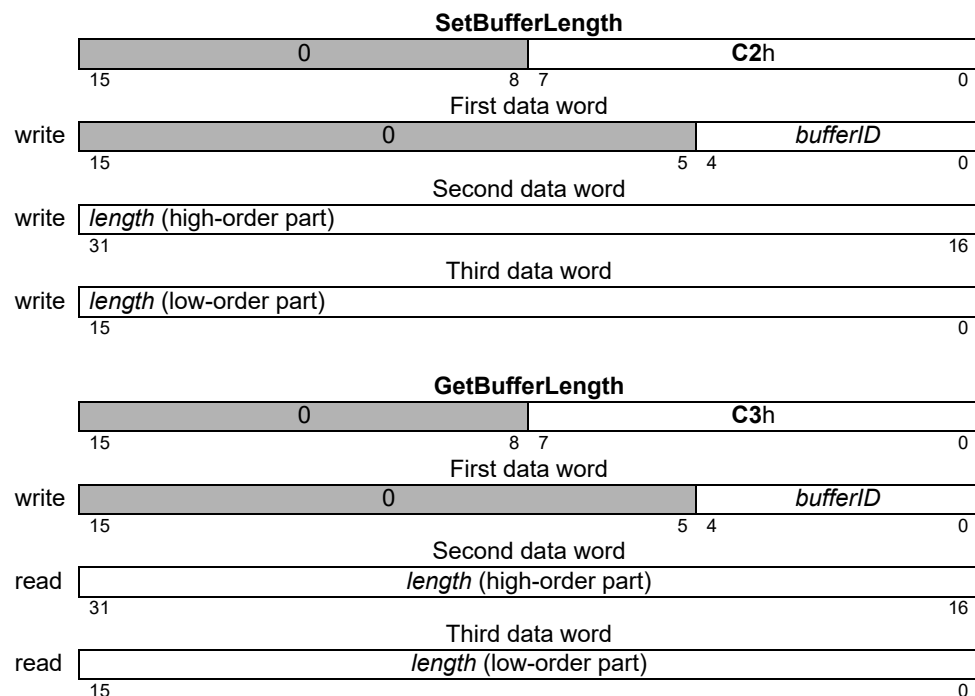 SetBufferLength
0 C2h
15 8 7 0
First data word
write 0 bufferID
15 5 4 0
Second data word
write length (high-order part)
31 16
Third data word
write length (low-order part)
15 0
GetBufferLength
0 C3h
15 8 7 0
First data word
write 0 bufferID
15 5 4 0
Second data word
read length (high-order part)
31 16
Third data word
read length (low-order part)
15 0